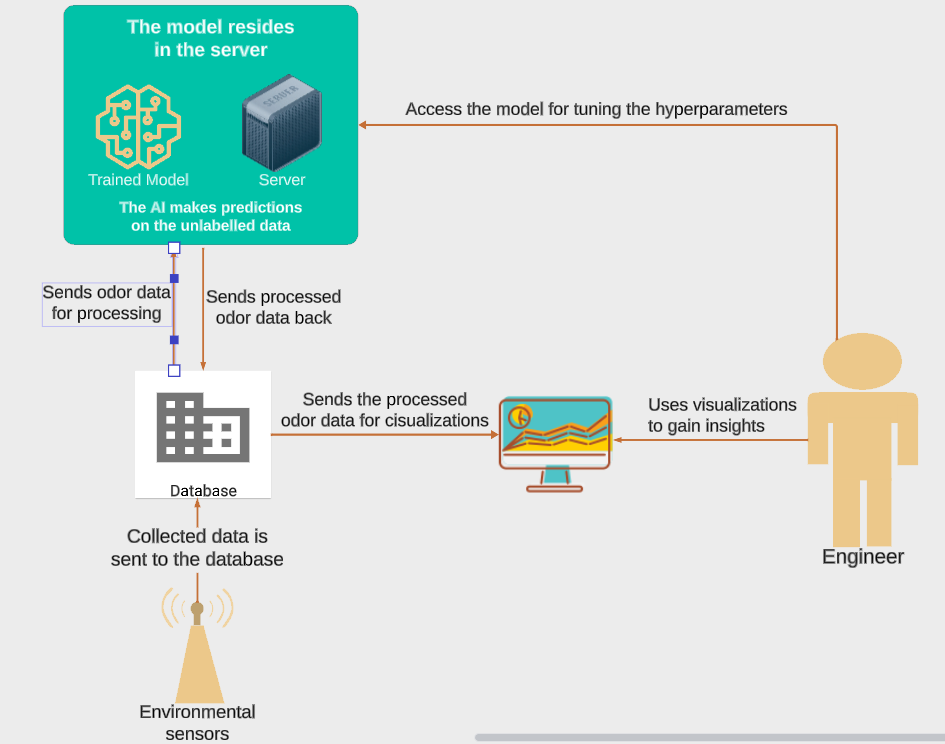 The model resides
in the server
SERVER
Trained Model
Server
The AI makes predictions
on the unlabelled data
Access the model for tuning the hyperparameters
Sends odor data
for processing
Sends processed
odor data back
Sends the processed
odor data for cisualizations
Uses visualizations
to gain insights
Database
Collected data is
sent to the database
Engineer
Environmental
sensors